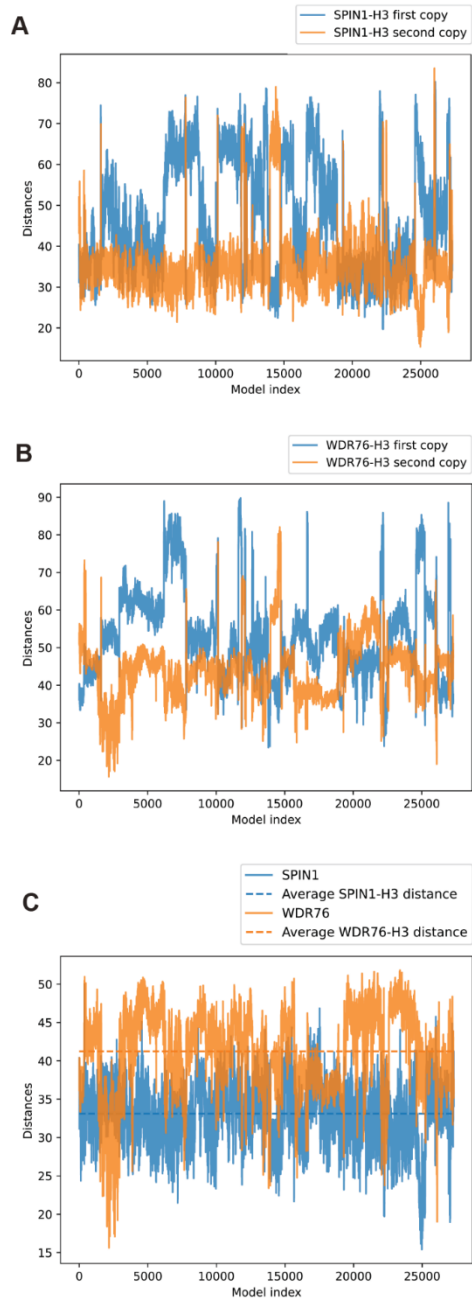 A
SPIN1-H3 first copy
SPIN1-H3 second copy
80
70
60
50
40
30
20
Distances
0 5000 10000 15000 20000 25000
Model index
B
WDR76-H3 first copy
WDR76-H3 second copy
90
80
70
60
50
40
30
20
Distances
0 5000 10000 15000 20000 25000
Model index
C
SPIN1
Average SPIN1-H3 distance
WDR76
Average WDR76-H3 distance
50
45
40
35
30
25
20
15
Distances
0 5000 10000 15000 20000 25000
Model index